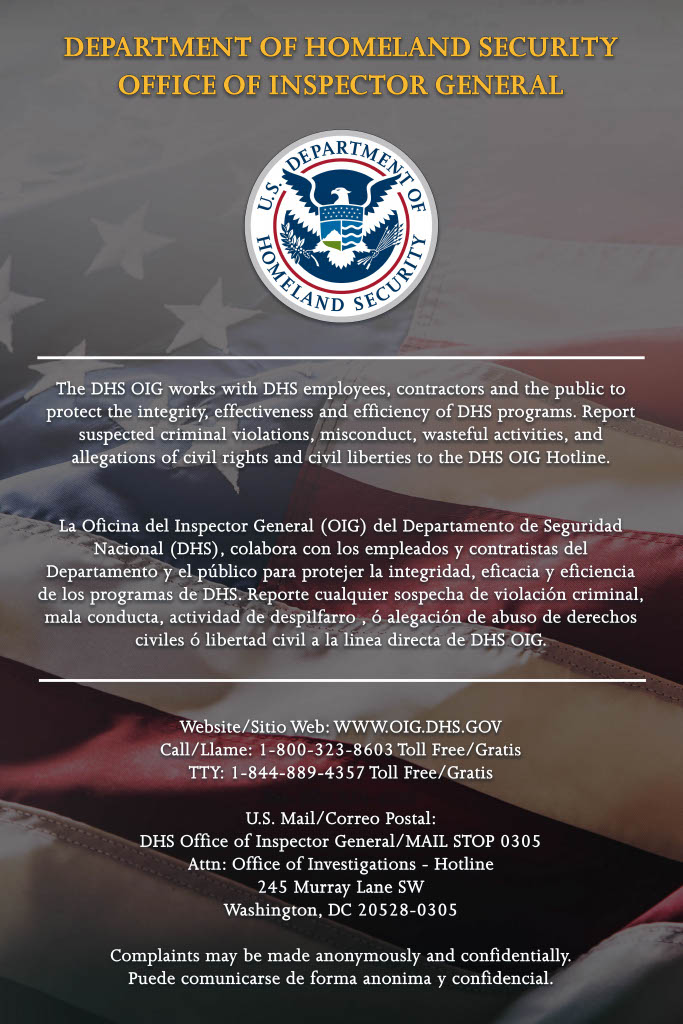 DEPARTMENT OF HOMELAND SECURITY
OFFICE OF INSPECTOR GENERAL
U.S. DEPARTMENT OF
HOMELAND SECURITY
The DHS OIG works with DHS employees, contractors and the public to
protect the integrity, effectiveness and efficiency of DHS programs. Report
suspected criminal violations, misconduct, wasteful activities, and
allegations of civil rights and civil liberties to the DHS OIG Hotline.
La Oficina del Inspector General (OIG) del Departamento de Seguridad
Nacional (DHS), colabora con los empleados y contratistas del
Departamento y el público para protejer la integridad, eficacia y eficiencia
de los programas de DHS. Reporte cualquier sospecha de violación criminal,
mala conducta, actividad de despilfarro , ó alegación de abuso de derechos
civiles ó libertad civil a la linea directa de DHS OIG.
Website/Sitio Web: WWW.OIG.DHS.GOV
Call/Llame: 1-800-323-8603 Toll Free/Gratis
TTY: 1-844-889-4357 Toll Free/Gratis
U.S. Mail/Correo Postal:
DHS Office of Inspector General/MAIL STOP 0305
Attn: Office of Investigations - Hotline
245 Murray Lane SW
Washington, DC 20528-0305
Complaints may be made anonymously and confidentially.
Puede comunicarse de forma anonima y confidencial.